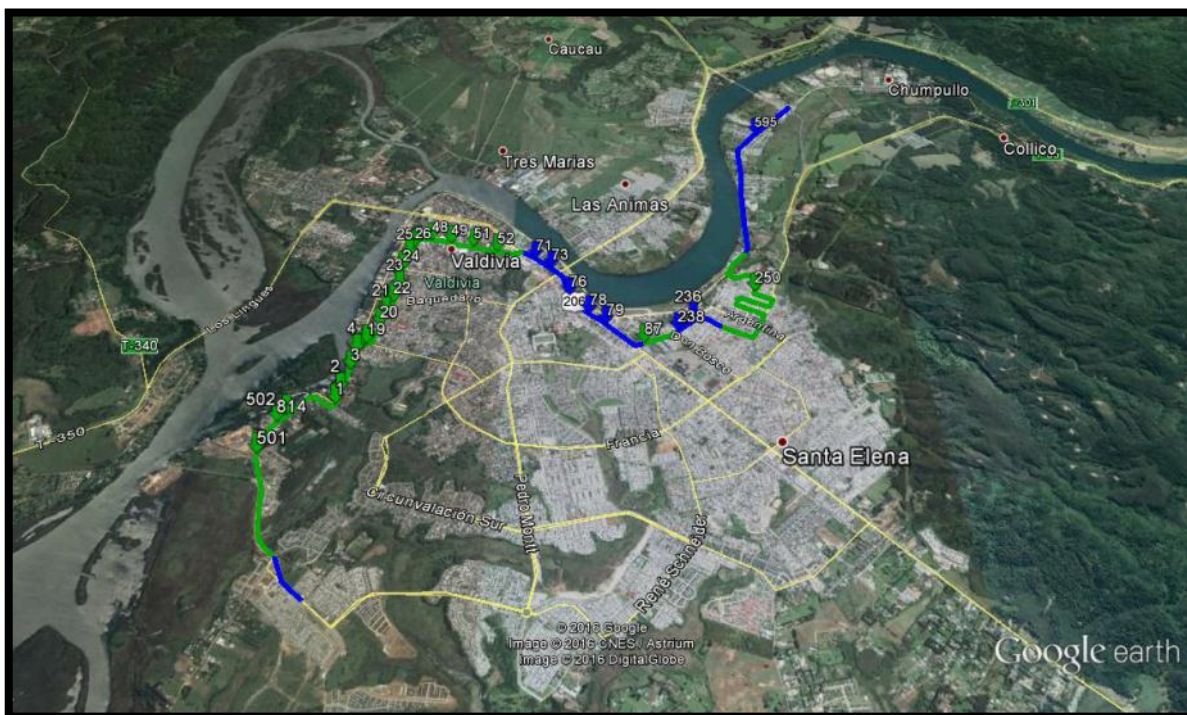 Caucau
Chumpullo
T-301
595
Collico
Tres Marias
Las Animas
48
49
51
52
25
26
71
73
24
Valdivia
23
Valdivia
76
250
21
22
Baquedano
206
78
79
236
238
Argentina
20
Los Lingues
4
19
87
Don Bosco
T-340
3
2
1
502
814
501
T-350
Francia
Santa Elena
Circunvalación Sur
Pedro Montt
René Schneider
© 2016 Google
Image © 2016 CNES / Astrium
Image © 2016 DigitalGlobe
Google earth